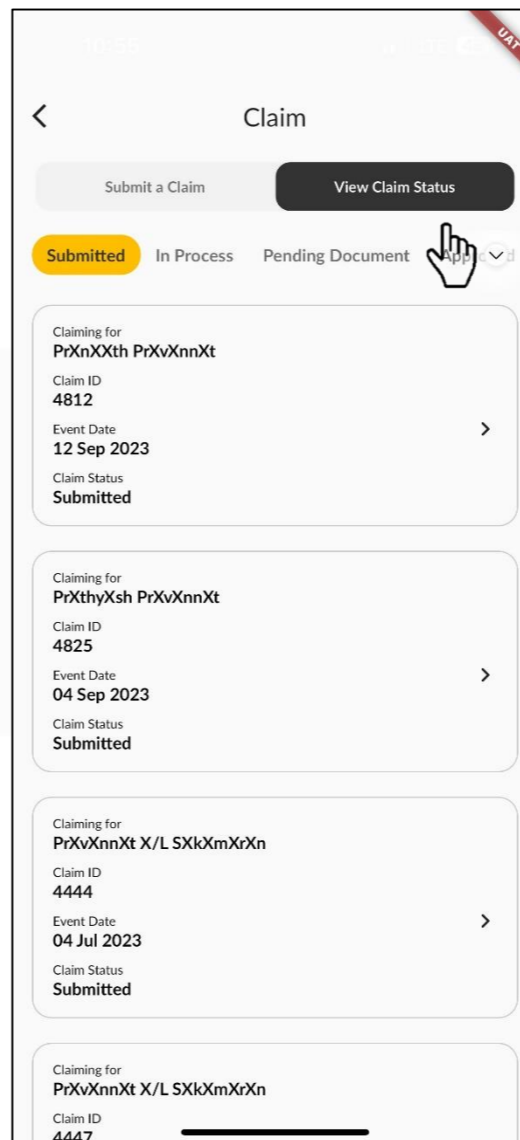 UAT
Claim
Submit a Claim
View Claim Status
Submitted
In Process
Pending Document
Claiming for
PrXnXXth PrXvXnnXt
Claim ID
4812
Event Date
12 Sep 2023
Claim Status
Submitted
Claiming for
PrXthyXsh PrXvXnnXt
Claim ID
4825
Event Date
04 Sep 2023
Claim Status
Submitted
Claiming for
PrXvXnnXt X/L SXkXmXrXn
Claim ID
4444
Event Date
04 Jul 2023
Claim Status
Submitted
Claiming for
PrXvXnnXt X/L SXkXmXrXn
Claim ID
4447